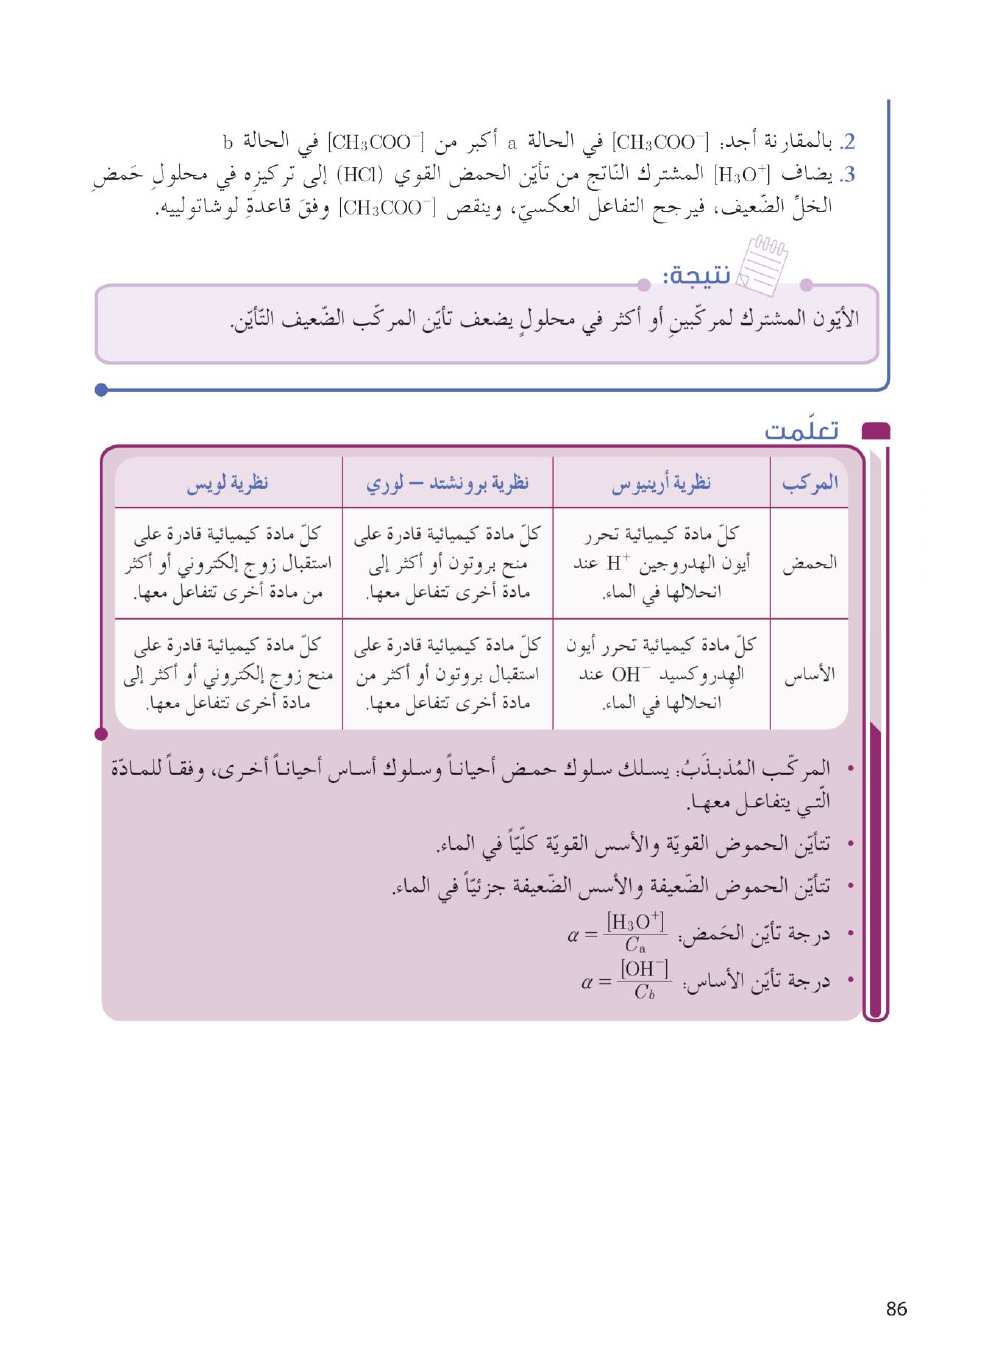 2. بالمقارنة أجد: [CH₃COO⁻] في الحالة a أكبر من [CH₃COO⁻] في الحالة b
3. يضاف [H₃O⁺] المشترك النّاتج من تأيّن الحمض القوي (HCl) إلى تركيزِه في محلولِ حَمضِ
الخلِّ الضّعيف، فيرجح التفاعل العكسيّ، وينقص [CH₃COO⁻] وفقَ قاعدةِ لوشاتولييه.
نتيجة:
الأيّون المشترك لمركّبينِ أو أكثر في محلولٍ يضعف تأيّن المركّب الضّعيف التّأيّن.
تعلّمت
المركب | نظرية أرينيوس | نظرية برونشتد – لوري | نظرية لويس
الحمض | كلّ مادة كيميائية تحرر | كلّ مادة كيميائية قادرة على | كلّ مادة كيميائية قادرة على
أيون الهدروجين H⁺ عند | منح بروتون أو أكثر إلى | استقبال زوج إلكتروني أو أكثر
انحلالها في الماء. | مادة أخرى تتفاعل معها. | من مادة أخرى تتفاعل معها.
الأساس | كلّ مادة كيميائية تحرر أيون | كلّ مادة كيميائية قادرة على | كلّ مادة كيميائية قادرة على
الهِدروكسيد OH⁻ عند | استقبال بروتون أو أكثر من | منح زوج إلكتروني أو أكثر إلى
انحلالها في الماء. | مادة أخرى تتفاعل معها. | مادة أخرى تتفاعل معها.
• المركّب المُذبذَبُ: يسلك سلوك حمض أحياناً وسلوك أساس أحياناً أخرى، وفقاً للمادّة
الّتي يتفاعل معها.
• تتأيّن الحموض القويّة والأسس القويّة كلّيّاً في الماء.
• تتأيّن الحموض الضّعيفة والأسس الضّعيفة جزئيّاً في الماء.
• درجة تأيّن الحَمض: α = [H₃O⁺] / Cₐ
• درجة تأيّن الأساس: α = [OH⁻] / C_b
86